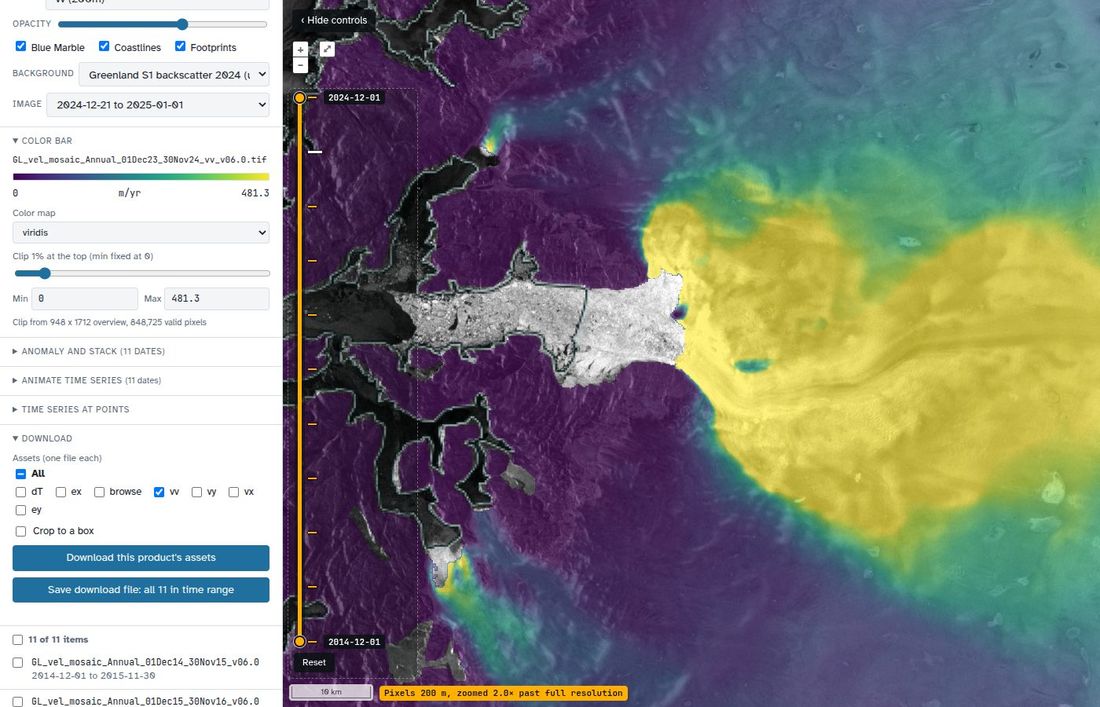 ‹ Hide controls
OPACITY
Blue Marble Coastlines Footprints
BACKGROUND Greenland S1 backscatter 2024 (
IMAGE 2024-12-21 to 2025-01-01
▼ COLOR BAR
GL_vel_mosaic_Annual_01Dec23_30Nov24_vv_v06.0.tif
0 m/yr 481.3
Color map
viridis
Clip 1% at the top (min fixed at 0)
Min 0 Max 481.3
Clip from 948 x 1712 overview, 848,725 valid pixels
▶ ANOMALY AND STACK (11 DATES)
▶ ANIMATE TIME SERIES (11 dates)
▶ TIME SERIES AT POINTS
▼ DOWNLOAD
Assets (one file each)
All
dT ex browse vv vy vx
ey
Crop to a box
Download this product's assets
Save download file: all 11 in time range
11 of 11 items
GL_vel_mosaic_Annual_01Dec14_30Nov15_v06.0
2014-12-01 to 2015-11-30
GL_vel_mosaic_Annual_01Dec15_30Nov16_v06.0
+
−
2024-12-01
2014-12-01
Reset
10 km
Pixels 200 m, zoomed 2.0× past full resolution